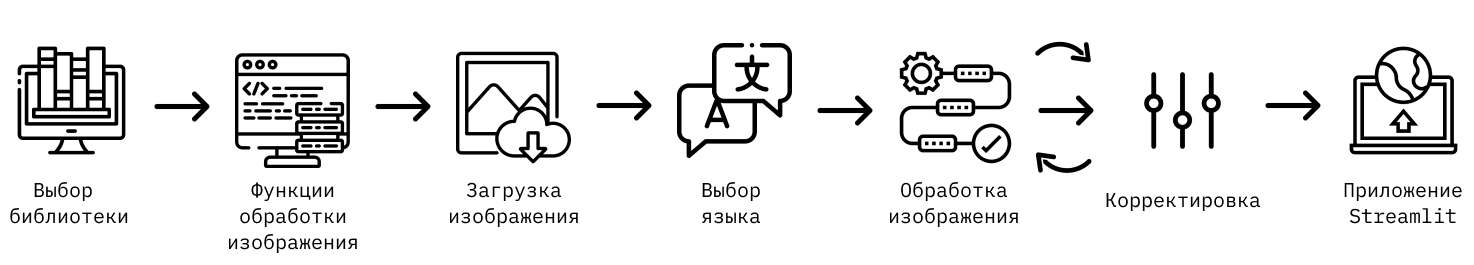 Выбор
библиотеки
Функции
обработки
изображения
Загрузка
изображения
文
A
Выбор
языка
Обработка
изображения
Корректировка
Приложение
Streamlit